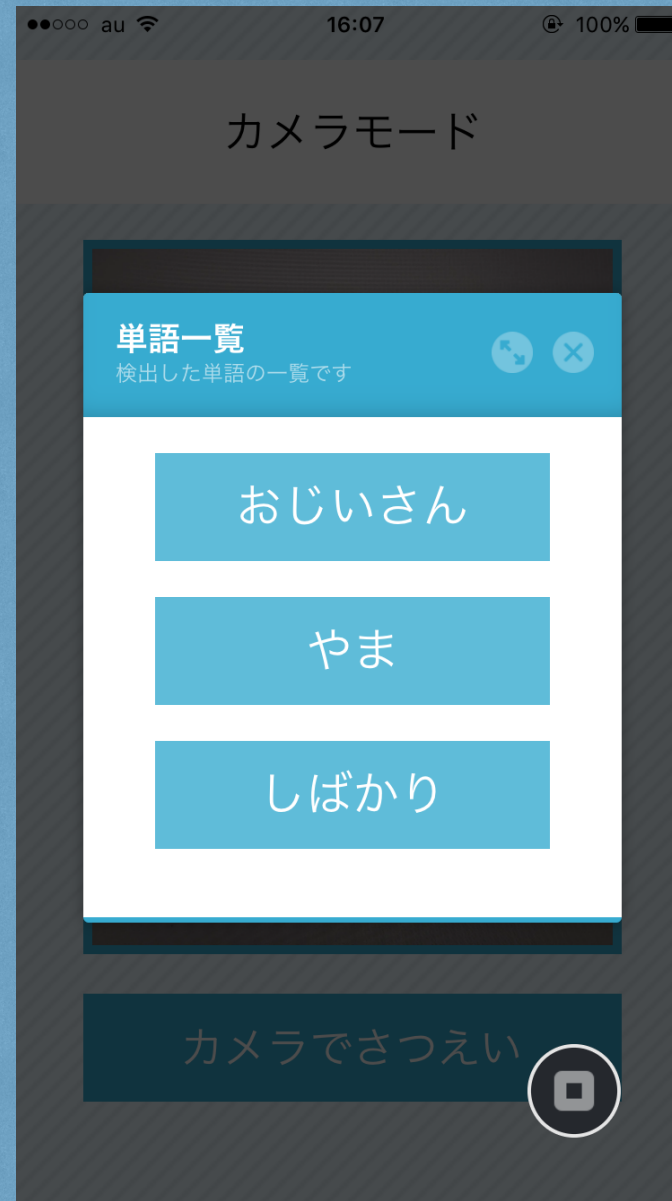 au 16:07 100%
カメラモード
単語一覧
検出した単語の一覧です
おじいさん
やま
しばかり
カメラでさつえい